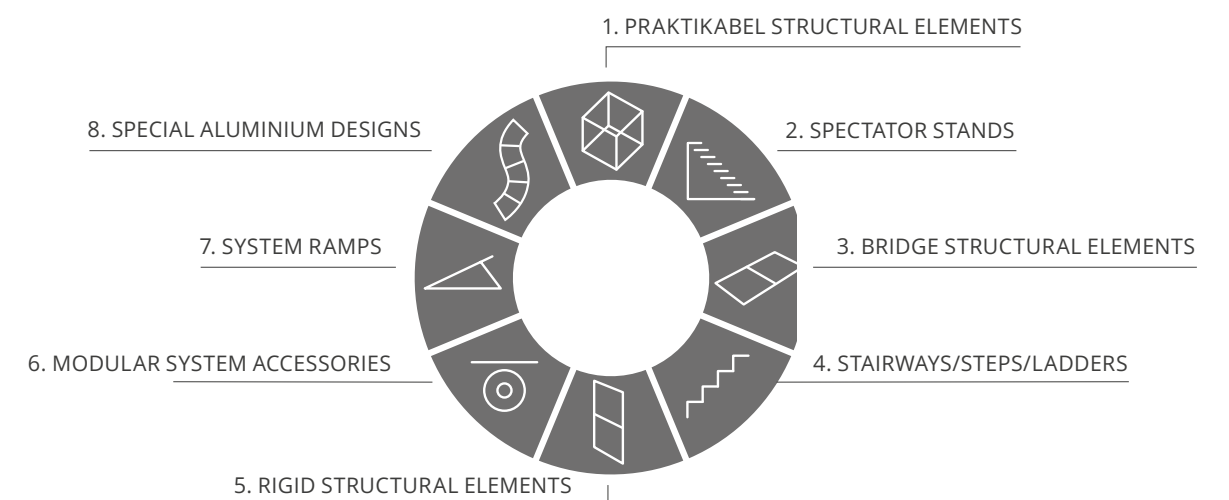 1. PRAKTIKABEL STRUCTURAL ELEMENTS
2. SPECTATOR STANDS
3. BRIDGE STRUCTURAL ELEMENTS
4. STAIRWAYS/STEPS/LADDERS
5. RIGID STRUCTURAL ELEMENTS
6. MODULAR SYSTEM ACCESSORIES
7. SYSTEM RAMPS
8. SPECIAL ALUMINIUM DESIGNS